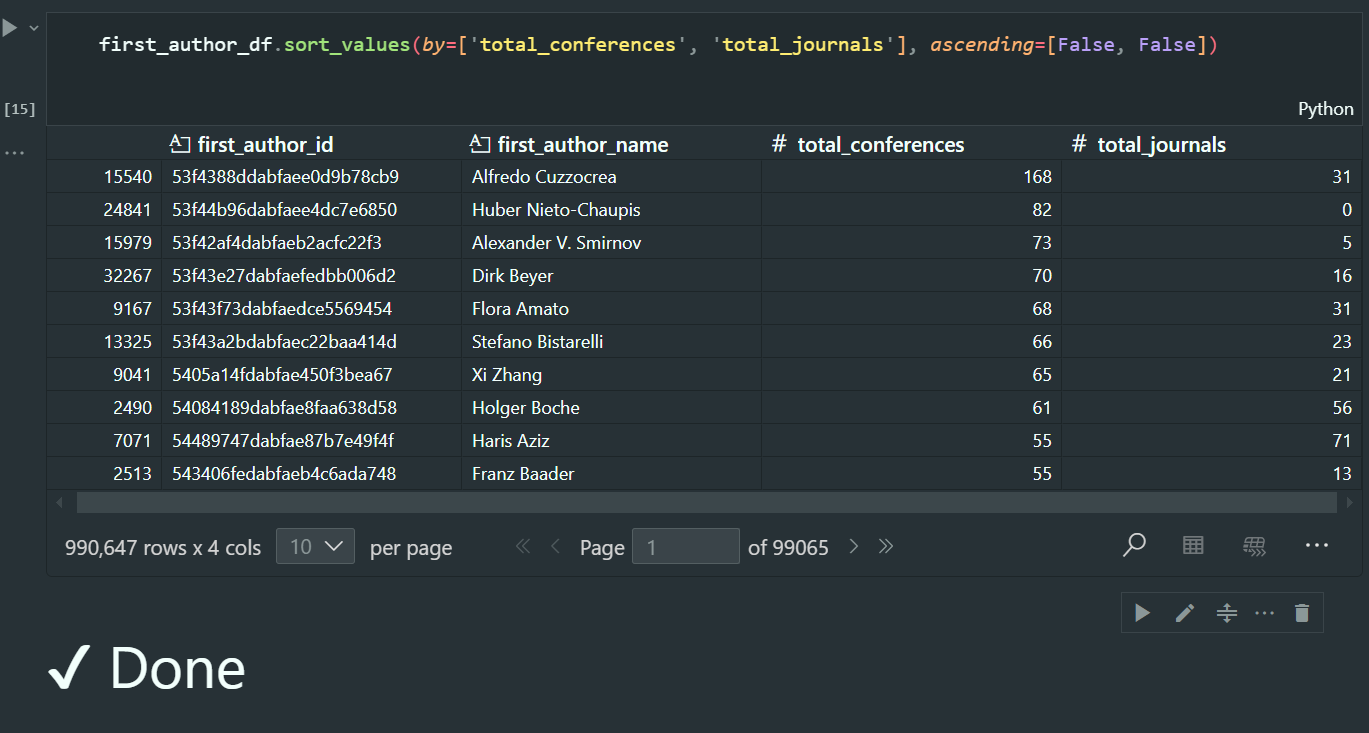 first_author_df.sort_values(by=['total_conferences', 'total_journals'], ascending=[False, False])
[15]
Python
first_author_id first_author_name # total_conferences # total_journals
15540 53f4388ddabfaee0d9b78cb9 Alfredo Cuzzocrea 168 31
24841 53f44b96dabfaee4dc7e6850 Huber Nieto-Chaupis 82 0
15979 53f42af4dabfaeb2acfc22f3 Alexander V. Smirnov 73 5
32267 53f43e27dabfaefedbb006d2 Dirk Beyer 70 16
9167 53f43f73dabfaedce5569454 Flora Amato 68 31
13325 53f43a2bdabfaec22baa414d Stefano Bistarelli 66 23
9041 5405a14fdabfae450f3bea67 Xi Zhang 65 21
2490 54084189dabfae8faa638d58 Holger Boche 61 56
7071 54489747dabfae87b7e49f4f Haris Aziz 55 71
2513 543406fedabfaeb4c6ada748 Franz Baader 55 13
990,647 rows x 4 cols 10 per page Page 1 of 99065
✓ Done